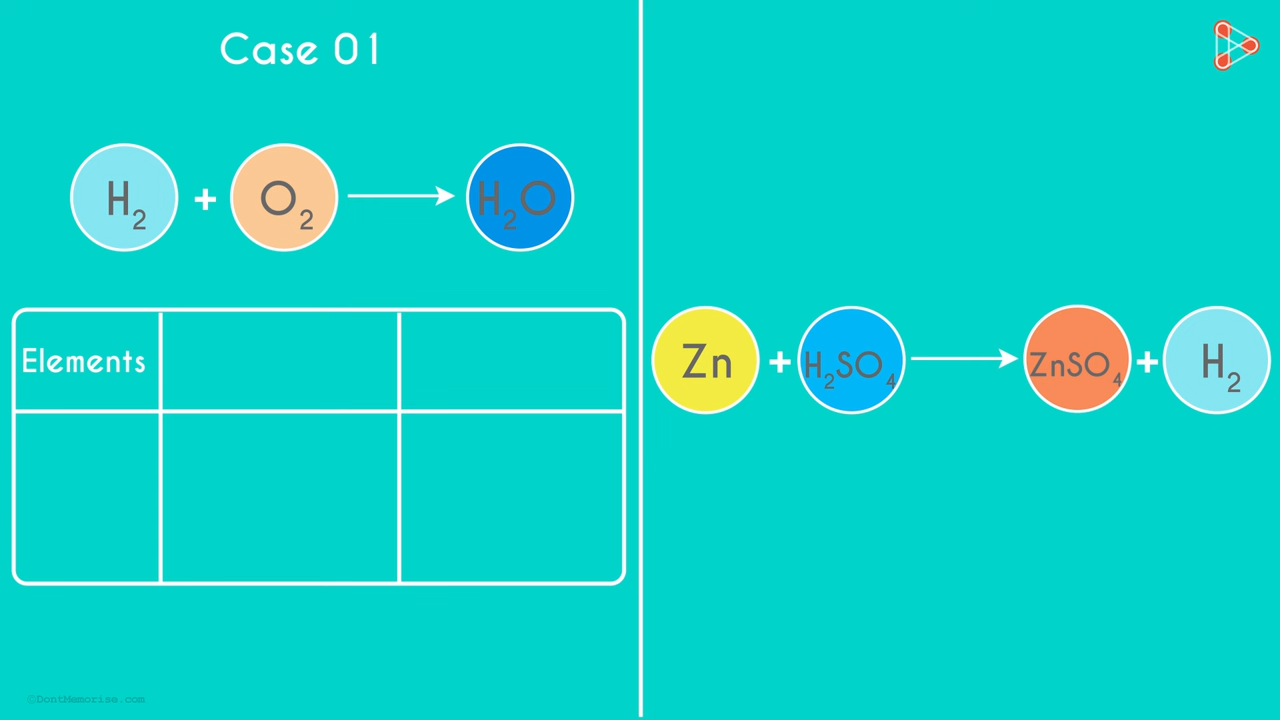 Case 01
H₂ + O₂ → H₂O
Elements
Zn + H₂SO₄ → ZnSO₄ + H₂
©DontMemorise.com